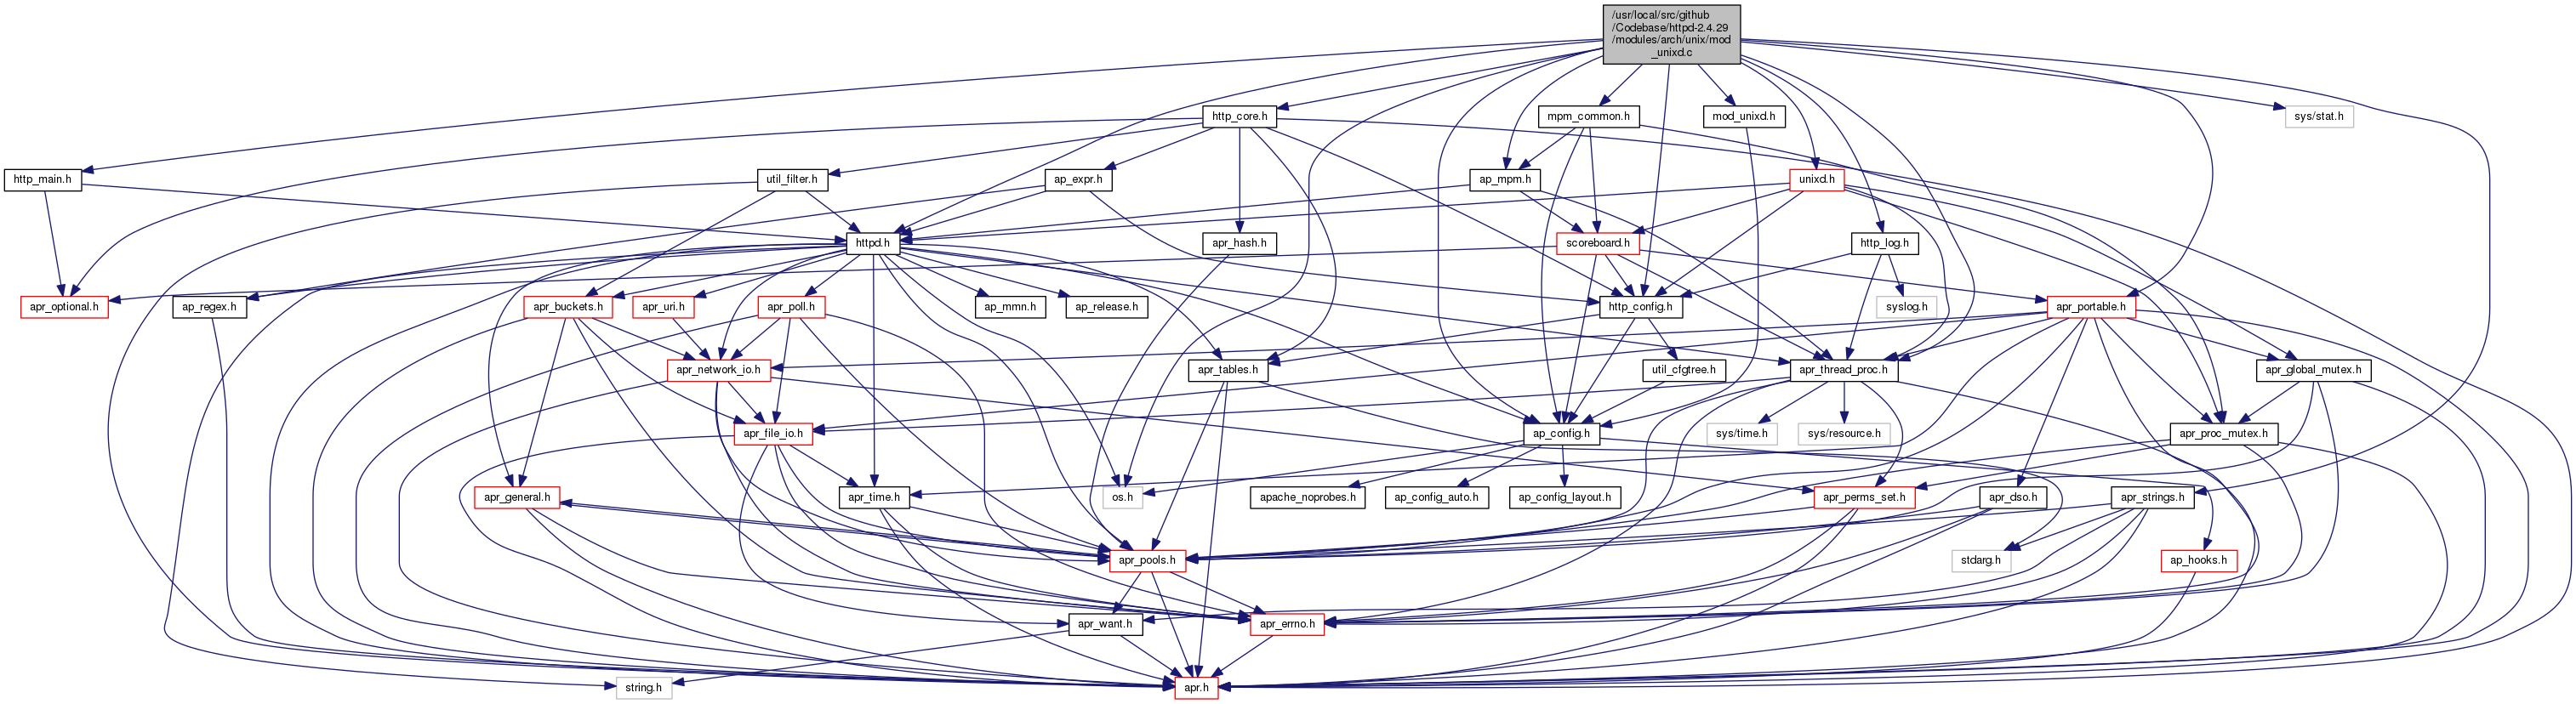 /usr/local/src/github
/Codebase/httpd-2.4.29
/modules/arch/unix/mod
_unixd.c
http_core.h
mpm_common.h
mod_unixd.h
sys/stat.h
http_main.h
util_filter.h
ap_expr.h
ap_mpm.h
unixd.h
httpd.h
apr_hash.h
scoreboard.h
http_log.h
apr_optional.h
ap_regex.h
apr_buckets.h
apr_uri.h
apr_poll.h
ap_mmn.h
ap_release.h
http_config.h
syslog.h
apr_portable.h
apr_network_io.h
apr_tables.h
util_cfgtree.h
apr_thread_proc.h
apr_global_mutex.h
apr_file_io.h
ap_config.h
sys/time.h
sys/resource.h
apr_proc_mutex.h
apr_general.h
apr_time.h
os.h
apache_noprobes.h
ap_config_auto.h
ap_config_layout.h
apr_perms_set.h
apr_dso.h
apr_strings.h
apr_pools.h
stdarg.h
ap_hooks.h
apr_want.h
apr_errno.h
string.h
apr.h